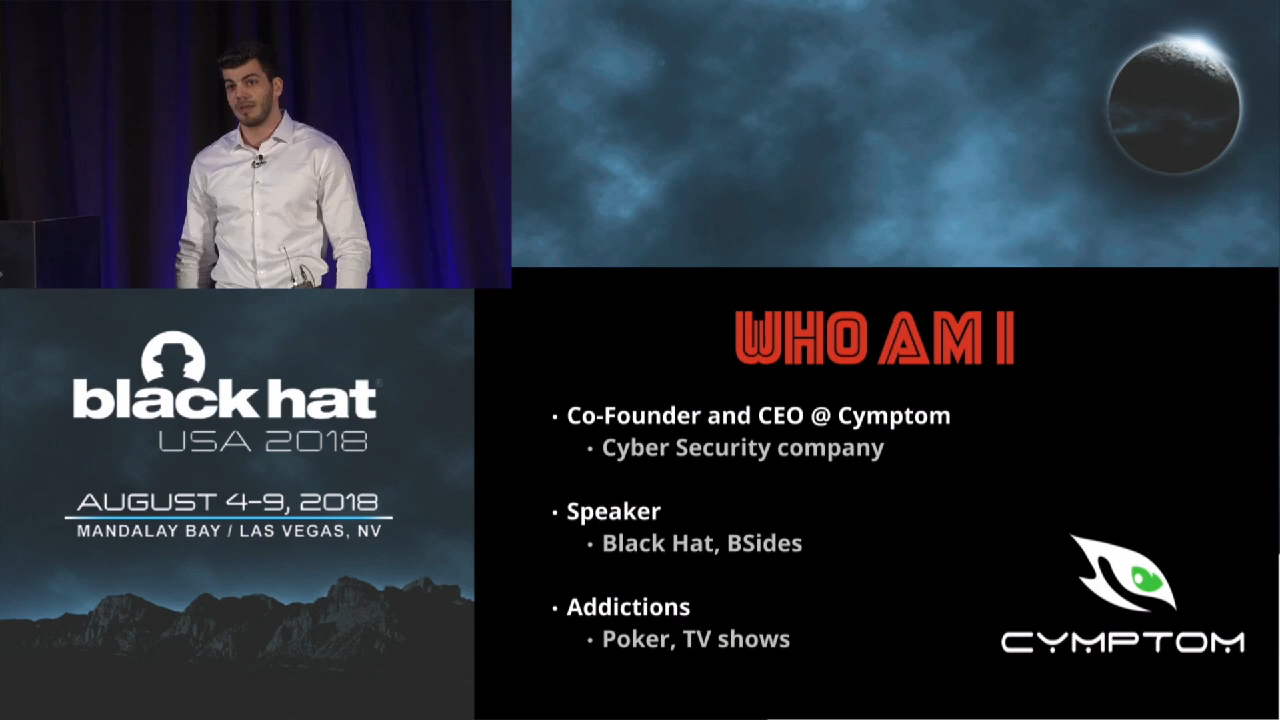 black hat®
USA 2018
AUGUST 4-9, 2018
MANDALAY BAY / LAS VEGAS, NV
WHO AM I
• Co-Founder and CEO @ Cymptom
• Cyber Security company
• Speaker
• Black Hat, BSides
• Addictions
• Poker, TV shows
CYMPTOM